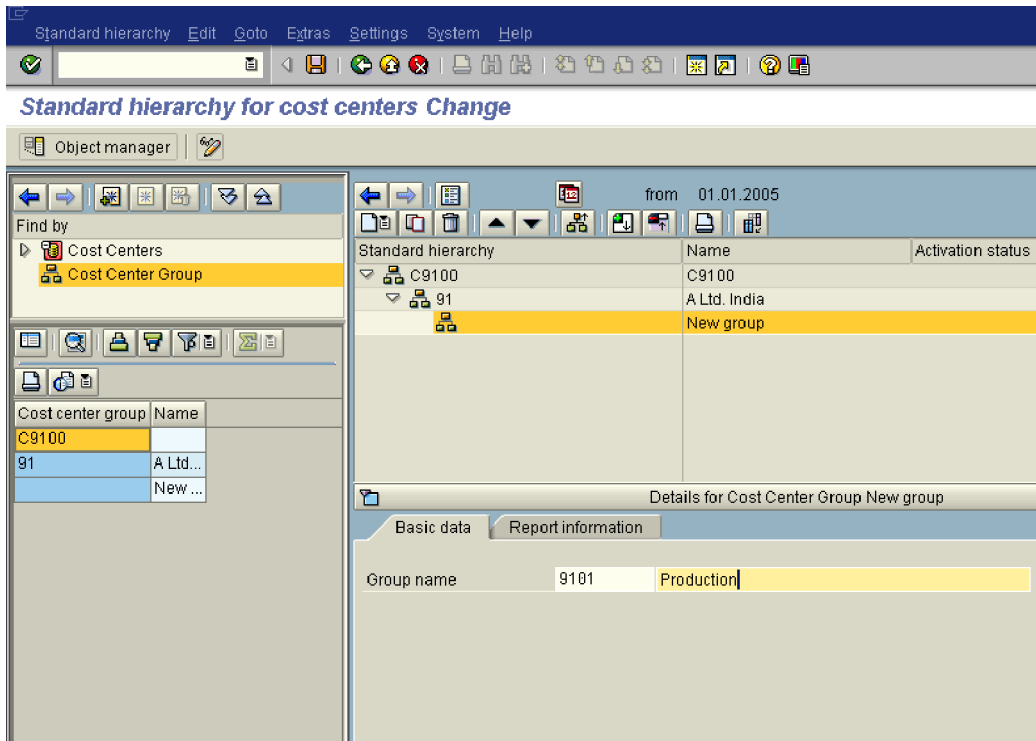 Standard hierarchy Edit Goto Extras Settings System Help
Standard hierarchy for cost centers Change
Object manager
from 01.01.2005
Find by
Cost Centers
Cost Center Group
Standard hierarchy Name Activation status
C9100 C9100
91 A Ltd. India
New group
Cost center group Name
C9100
91 A Ltd...
New ...
Details for Cost Center Group New group
Basic data Report information
Group name 9101 Production